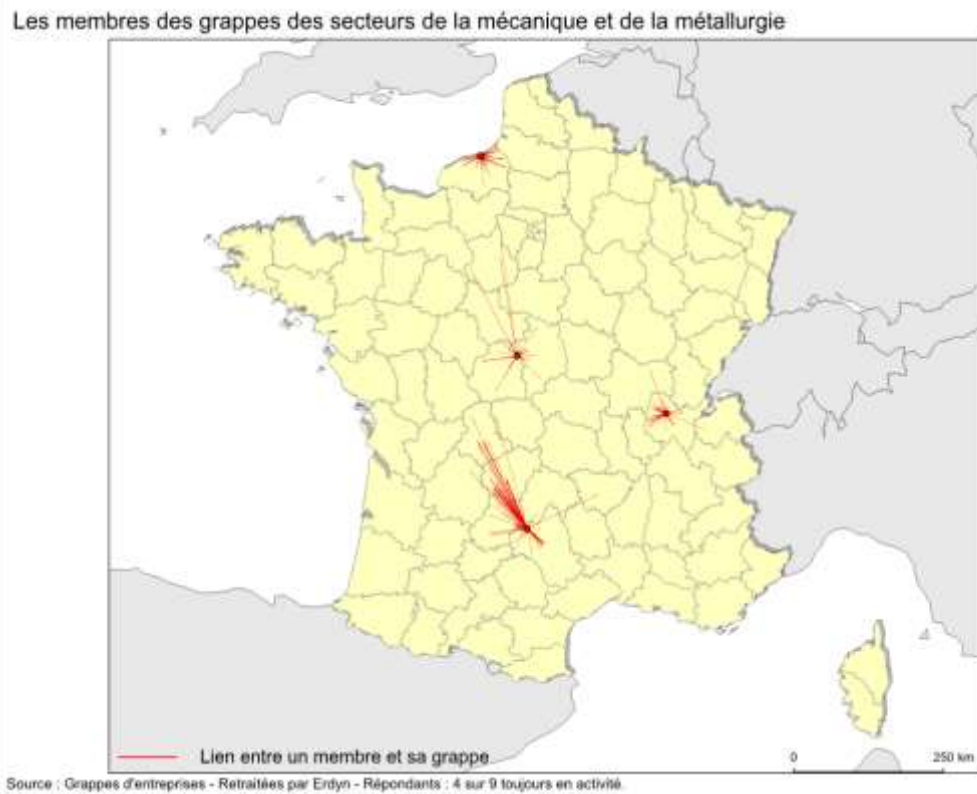 Les membres des grappes des secteurs de la mécanique et de la métallurgie
Lien entre un membre et sa grappe
0 250 km
Source : Grappes d'entreprises - Retraitées par Erdyn - Répondants : 4 sur 9 toujours en activité.